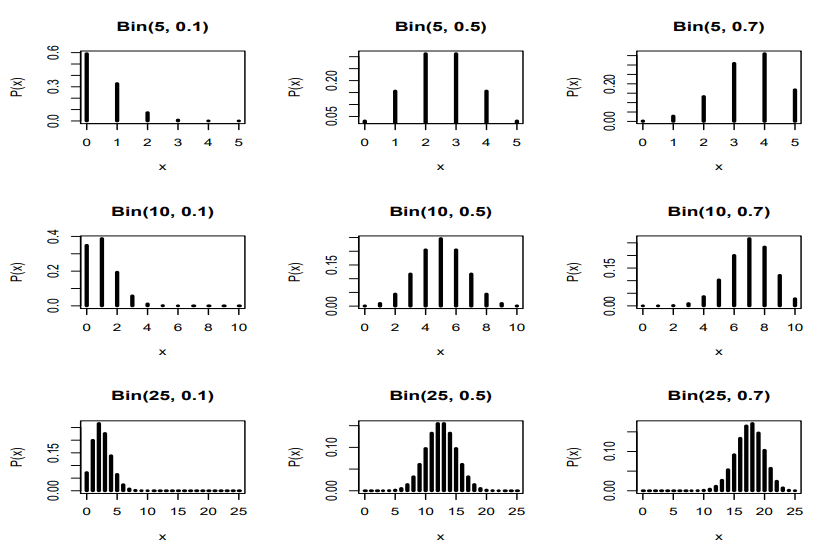 Bin(5, 0.1)
P(x)
0.0 0.3 0.6
0 1 2 3 4 5
x
Bin(5, 0.5)
P(x)
0.05 0.20
0 1 2 3 4 5
x
Bin(5, 0.7)
P(x)
0.00 0.20
0 1 2 3 4 5
x
Bin(10, 0.1)
P(x)
0.0 0.2 0.4
0 2 4 6 8 10
x
Bin(10, 0.5)
P(x)
0.00 0.15
0 2 4 6 8 10
x
Bin(10, 0.7)
P(x)
0.00 0.15
0 2 4 6 8 10
x
Bin(25, 0.1)
P(x)
0.00 0.15
0 5 10 15 20 25
x
Bin(25, 0.5)
P(x)
0.00 0.10
0 5 10 15 20 25
x
Bin(25, 0.7)
P(x)
0.00 0.10
0 5 10 15 20 25
x